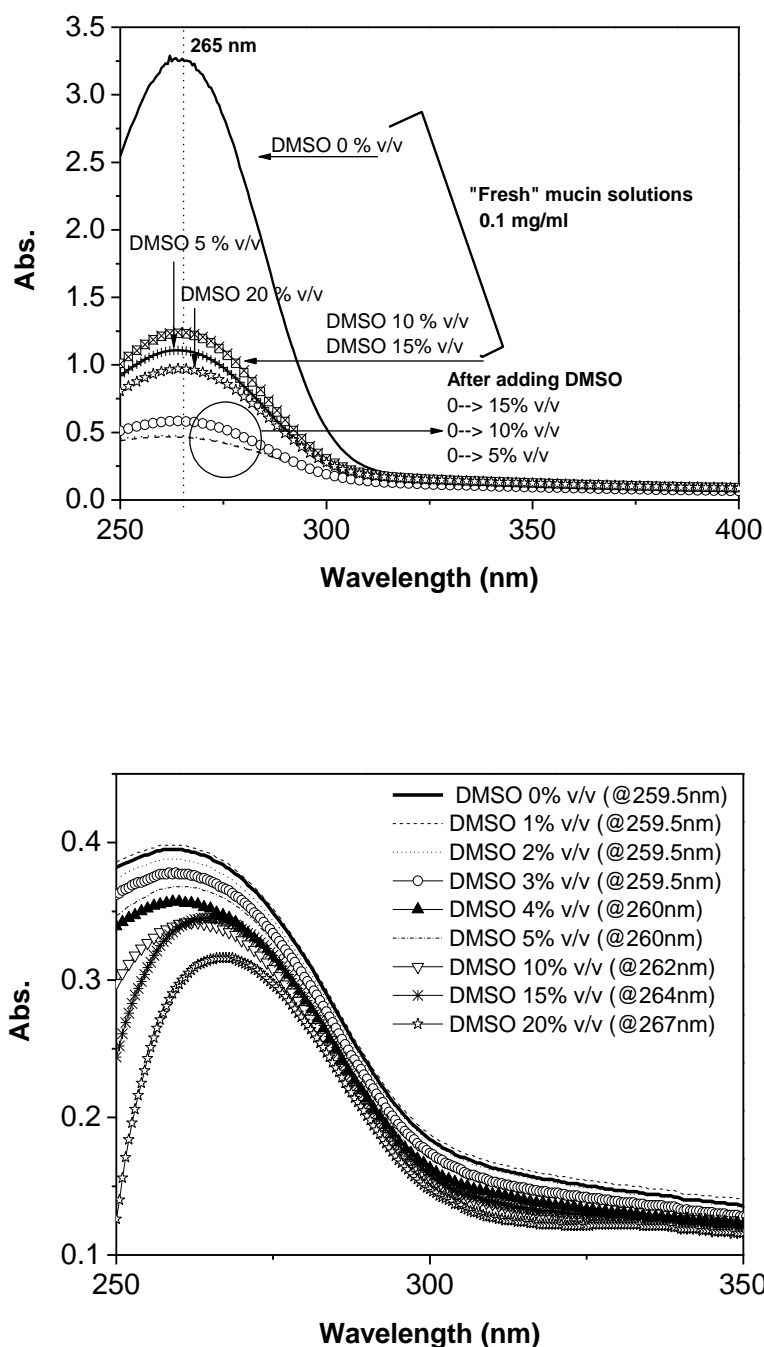 3.5
265 nm
3.0
DMSO 0 % v/v
2.5
"Fresh" mucin solutions
0.1 mg/ml
2.0
DMSO 5 % v/v
Abs.
1.5
DMSO 20 % v/v
DMSO 10 % v/v
DMSO 15% v/v
1.0
After adding DMSO
0--> 15% v/v
0--> 10% v/v
0--> 5% v/v
0.5
0.0
250 300 350 400
Wavelength (nm)
DMSO 0% v/v (@259.5nm)
DMSO 1% v/v (@259.5nm)
DMSO 2% v/v (@259.5nm)
DMSO 3% v/v (@259.5nm)
DMSO 4% v/v (@260nm)
DMSO 5% v/v (@260nm)
DMSO 10% v/v (@262nm)
DMSO 15% v/v (@264nm)
DMSO 20% v/v (@267nm)
0.4
0.3
Abs.
0.2
0.1
250 300 350
Wavelength (nm)